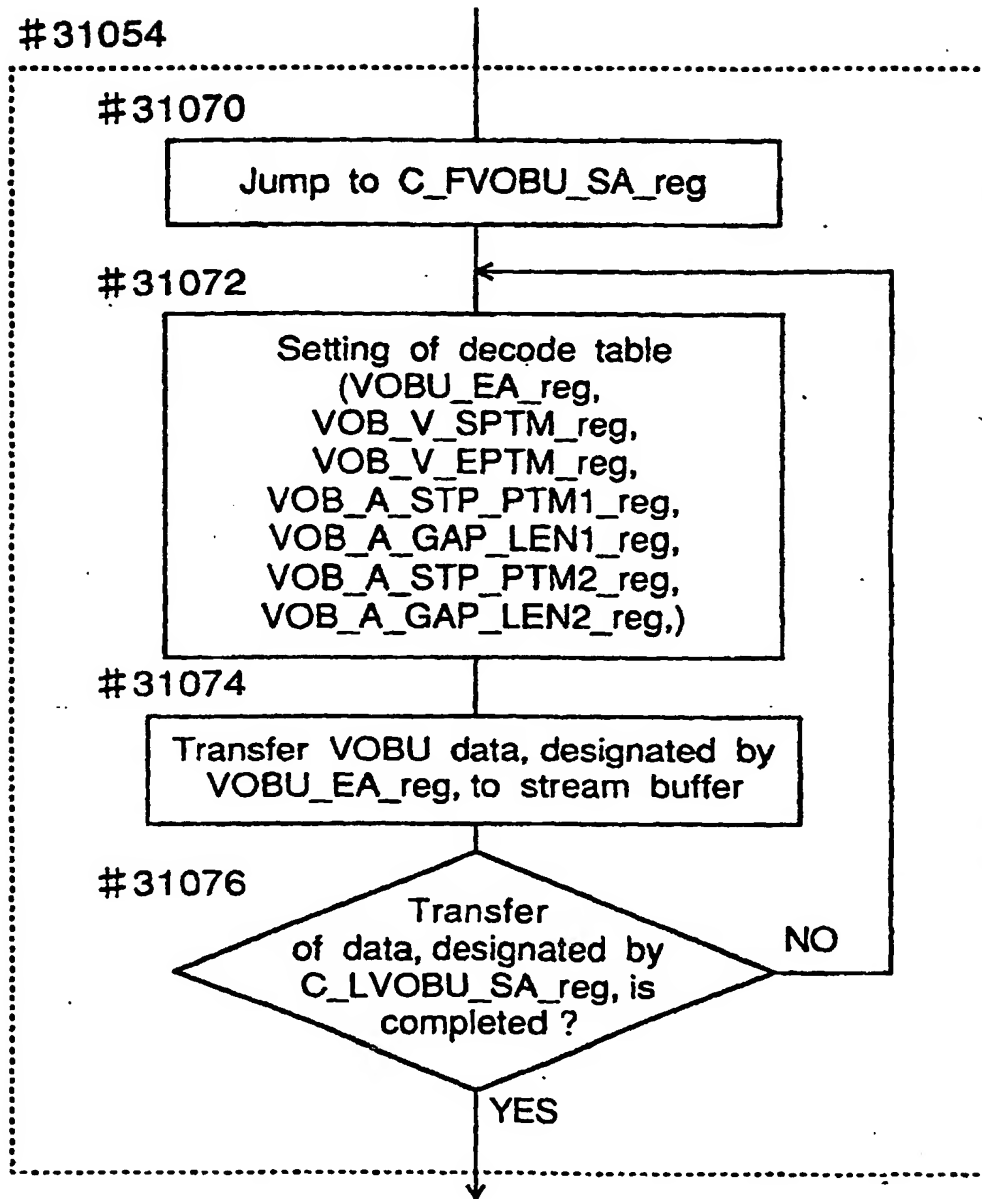 #31054
#31070
Jump to C_FVOBU_SA_reg
#31072
Setting of decode table
(VOBU_EA_reg,
VOB_V_SPTM_reg,
VOB_V_EPTM_reg,
VOB_A_STP_PTM1_reg,
VOB_A_GAP_LEN1_reg,
VOB_A_STP_PTM2_reg,
VOB_A_GAP_LEN2_reg,)
#31074
Transfer VOBU data, designated by
VOBU_EA_reg, to stream buffer
#31076
Transfer
of data, designated by
C_LVOBU_SA_reg, is
completed ?
NO
YES